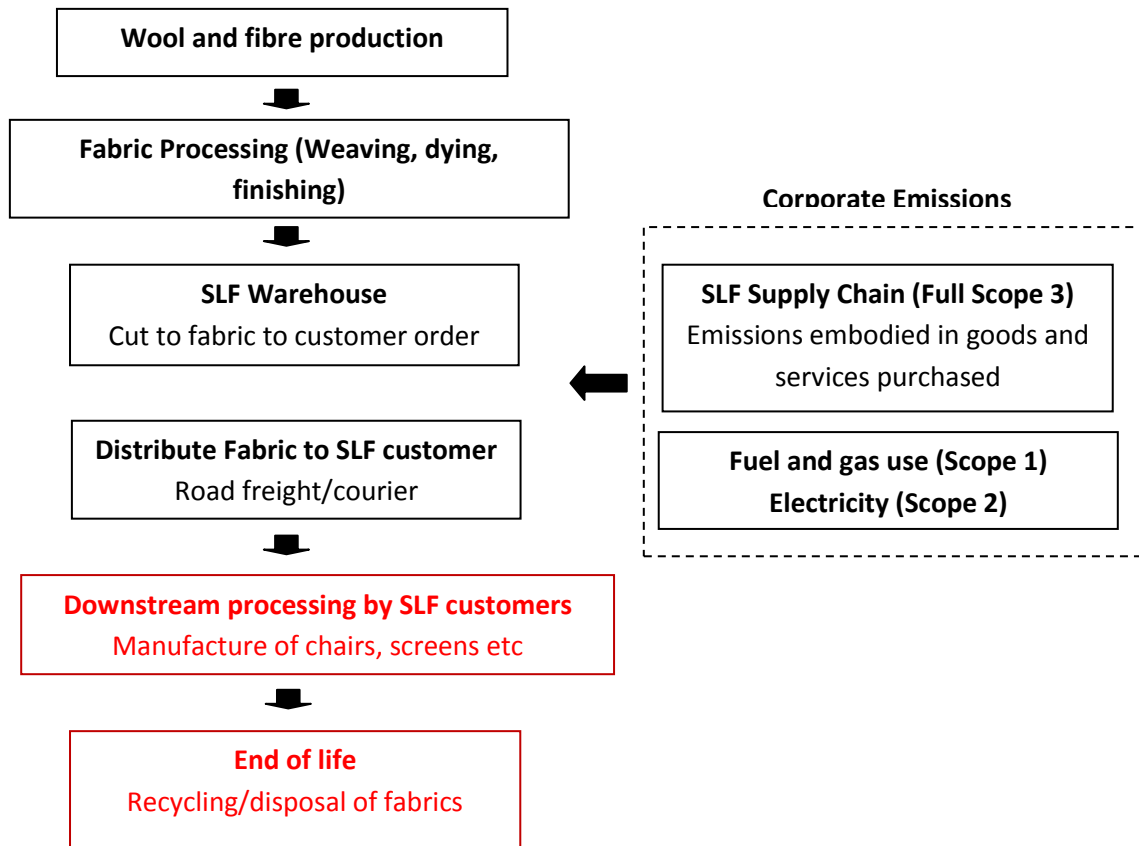 Wool and fibre production
Fabric Processing (Weaving, dying,
finishing)
SLF Warehouse
Cut to fabric to customer order
Distribute Fabric to SLF customer
Road freight/courier
Downstream processing by SLF customers
Manufacture of chairs, screens etc
End of life
Recycling/disposal of fabrics
Corporate Emissions
SLF Supply Chain (Full Scope 3)
Emissions embodied in goods and
services purchased
Fuel and gas use (Scope 1)
Electricity (Scope 2)